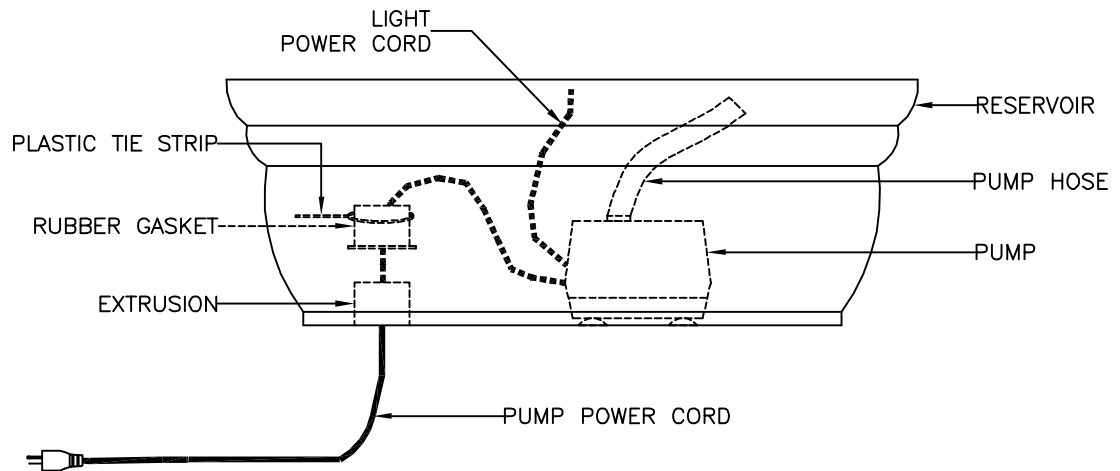 LIGHT
POWER CORD
RESERVOIR
PLASTIC TIE STRIP
PUMP HOSE
RUBBER GASKET
PUMP
EXTRUSION
PUMP POWER CORD